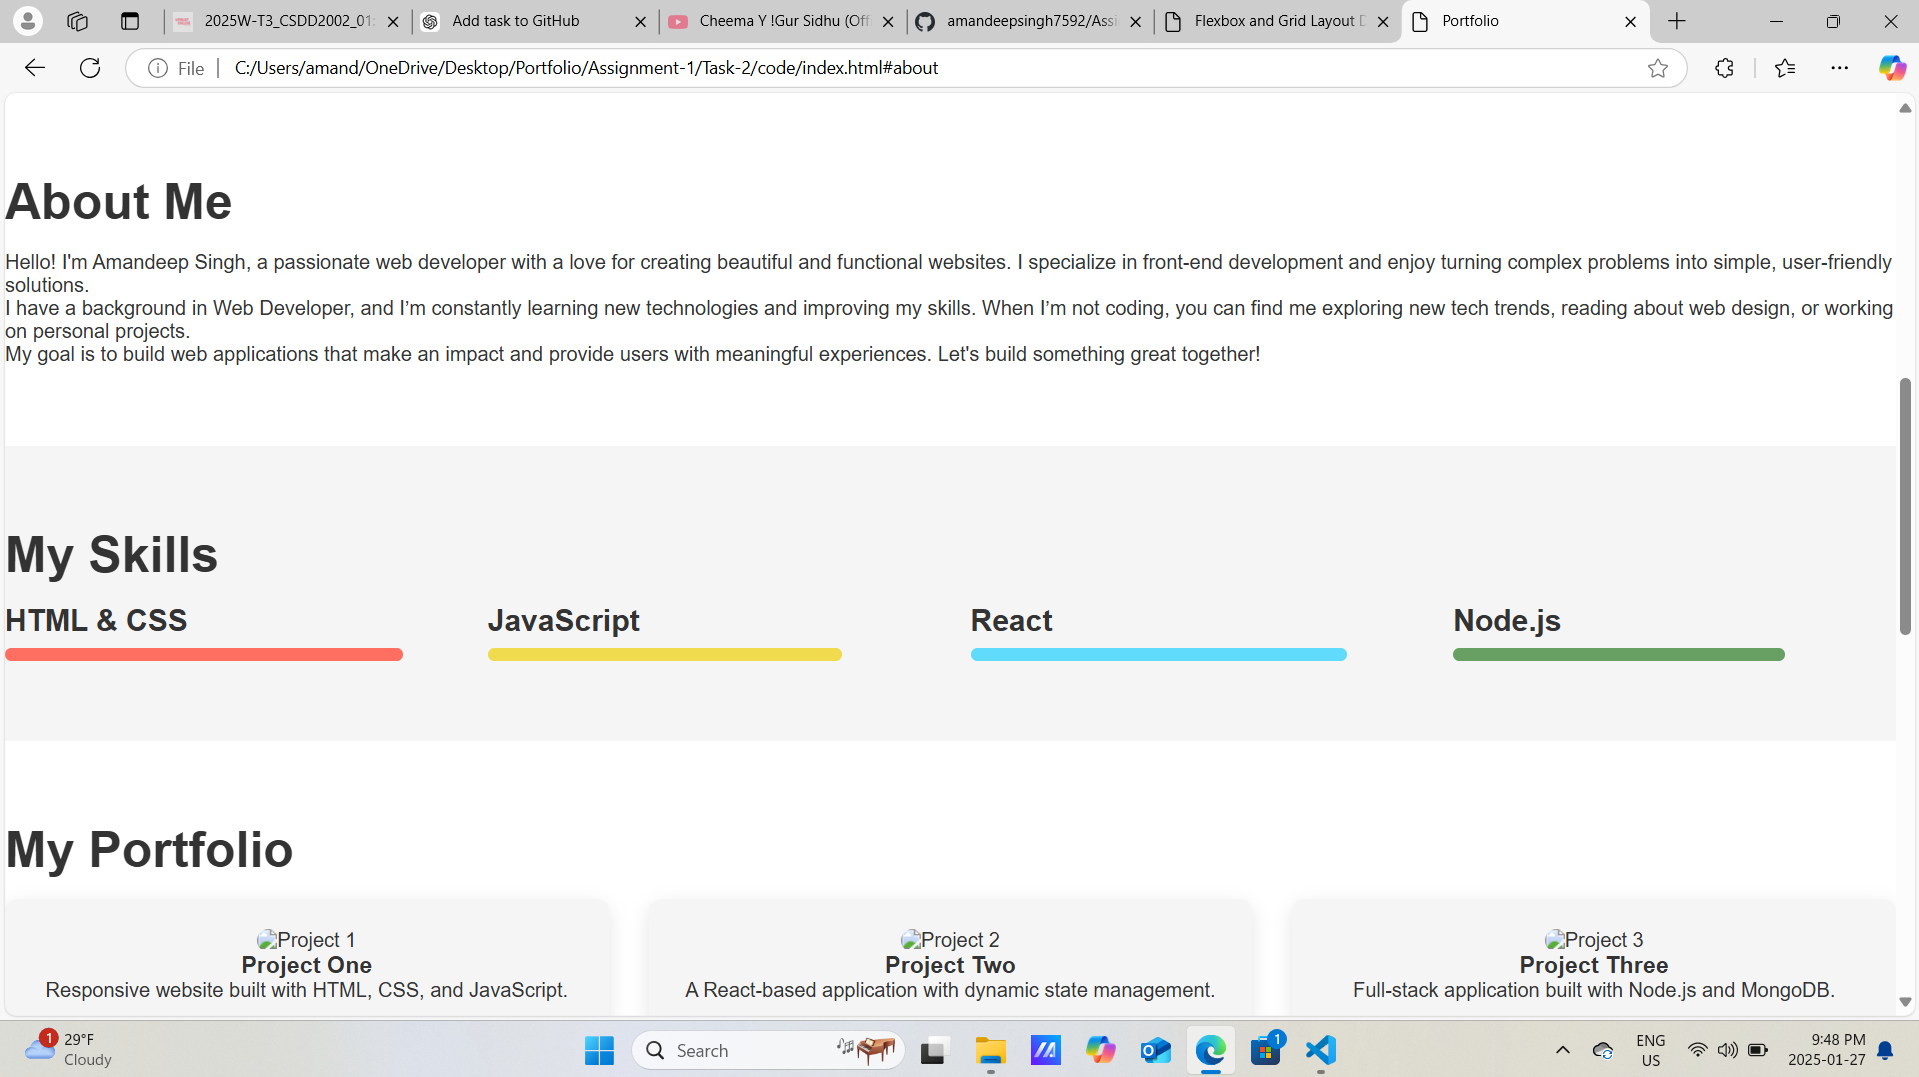 2025W-T3_CSDD2002_01:
Add task to GitHub
Cheema Y !Gur Sidhu (Offi
amandeepsingh7592/Assi
Flexbox and Grid Layout D
Portfolio
File
C:/Users/amand/OneDrive/Desktop/Portfolio/Assignment-1/Task-2/code/index.html#about
About Me
Hello! I'm Amandeep Singh, a passionate web developer with a love for creating beautiful and functional websites. I specialize in front-end development and enjoy turning complex problems into simple, user-friendly
solutions.
I have a background in Web Developer, and I’m constantly learning new technologies and improving my skills. When I’m not coding, you can find me exploring new tech trends, reading about web design, or working
on personal projects.
My goal is to build web applications that make an impact and provide users with meaningful experiences. Let's build something great together!
My Skills
HTML & CSS
JavaScript
React
Node.js
My Portfolio
Project 1
Project One
Responsive website built with HTML, CSS, and JavaScript.
Project 2
Project Two
A React-based application with dynamic state management.
Project 3
Project Three
Full-stack application built with Node.js and MongoDB.
1
29°F
Cloudy
Search
1
ENG
US
9:48 PM
2025-01-27